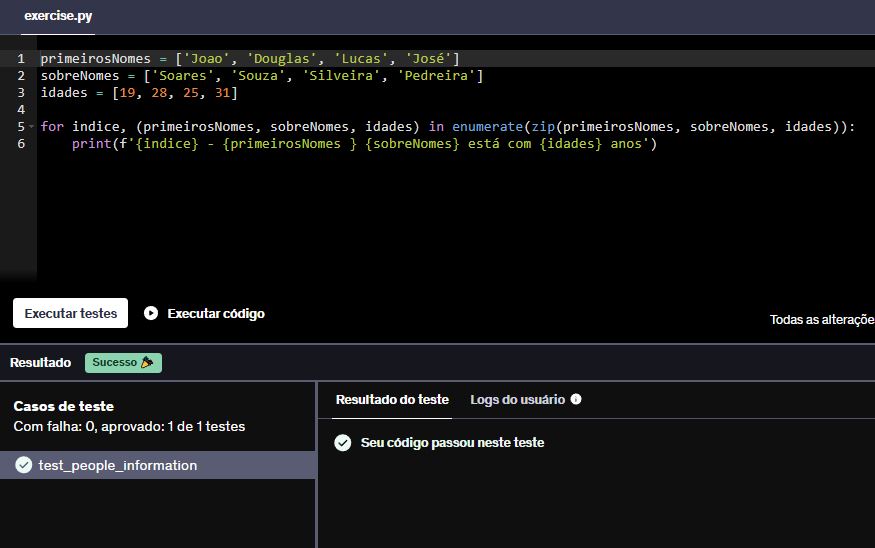 exercise.py
1 primeirosNomes = ['Joao', 'Douglas', 'Lucas', 'José']
2 sobreNomes = ['Soares', 'Souza', 'Silveira', 'Pedreira']
3 idades = [19, 28, 25, 31]
4
5 for indice, (primeirosNomes, sobreNomes, idades) in enumerate(zip(primeirosNomes, sobreNomes, idades)):
6     print(f'{indice} - {primeirosNomes } {sobreNomes} está com {idades} anos')
Executar testes
Executar código
Todas as alteraçõe
Resultado
Sucesso 🎉
Casos de teste
Com falha: 0, aprovado: 1 de 1 testes
test_people_information
Resultado do teste
Logs do usuário
Seu código passou neste teste